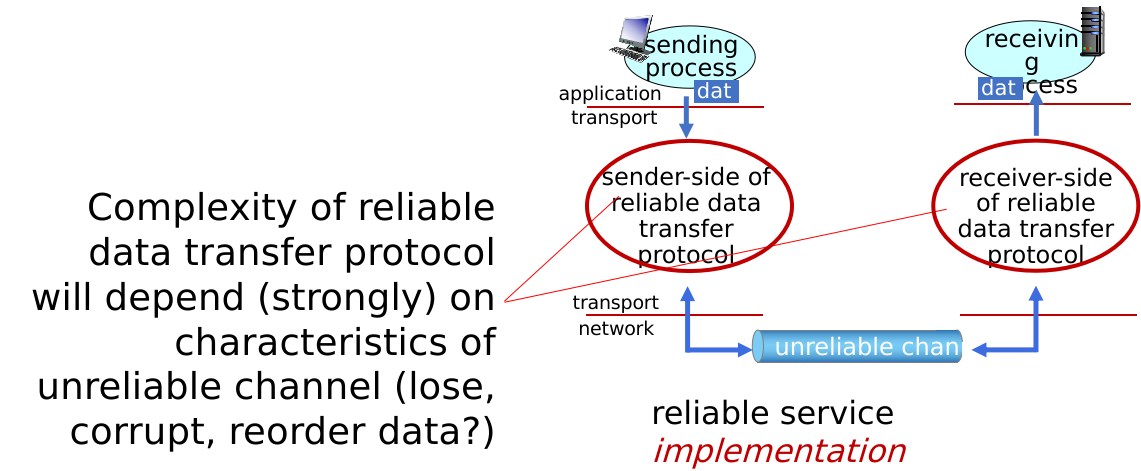 sending
process
dat
application
transport
receivin
g
dat
cess
Complexity of reliable
data transfer protocol
will depend (strongly) on
characteristics of
unreliable channel (lose,
corrupt, reorder data?)
sender-side of
reliable data
transfer
protocol
receiver-side
of reliable
data transfer
protocol
transport
network
unreliable chan
reliable service
implementation